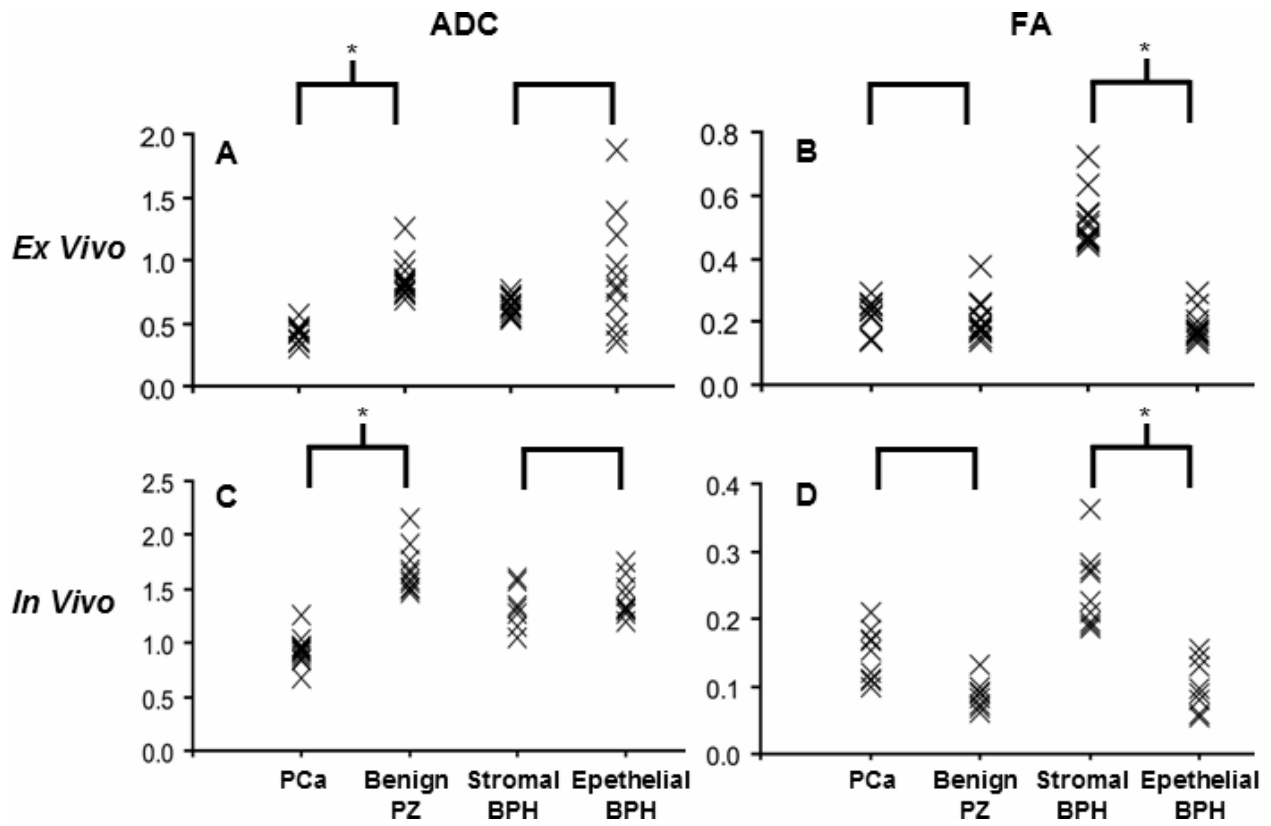 ADC FA
* *
A B
2.0 0.8
1.5 0.6
1.0 0.4
0.5 0.2
0.0 0.0
Ex Vivo
* *
C D
2.5 0.4
2.0 0.3
1.5 0.2
1.0 0.1
0.5 0.0
0.0
In Vivo
PCa Benign Stromal Epethelial PCa Benign Stromal Epethelial
PZ BPH BPH PZ BPH BPH